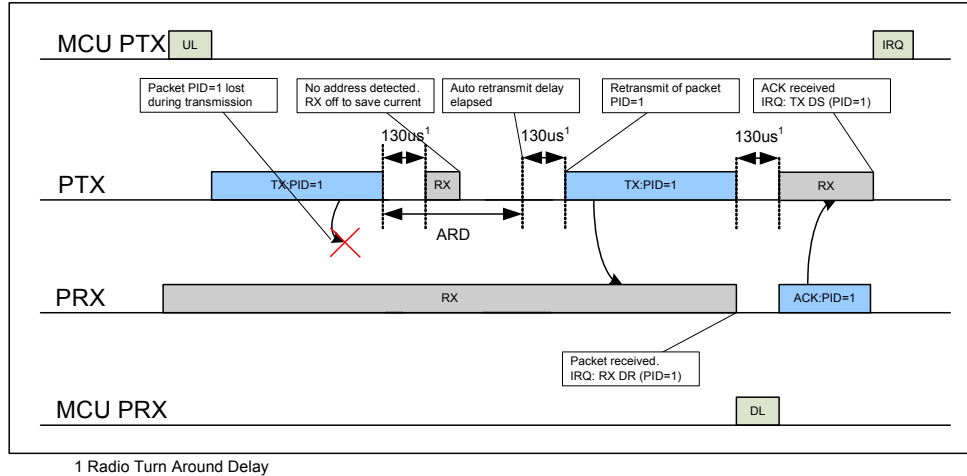 MCU PTX
UL
IRQ
Packet PID=1 lost
during transmission
No address detected.
RX off to save current
Auto retransmit delay
elapsed
Retransmit of packet
PID=1
ACK received
IRQ: TX DS (PID=1)
130us1
130us1
130us1
PTX
TX:PID=1
RX
TX:PID=1
RX
ARD
PRX
RX
ACK:PID=1
Packet received.
IRQ: RX DR (PID=1)
MCU PRX
DL
1 Radio Turn Around Delay